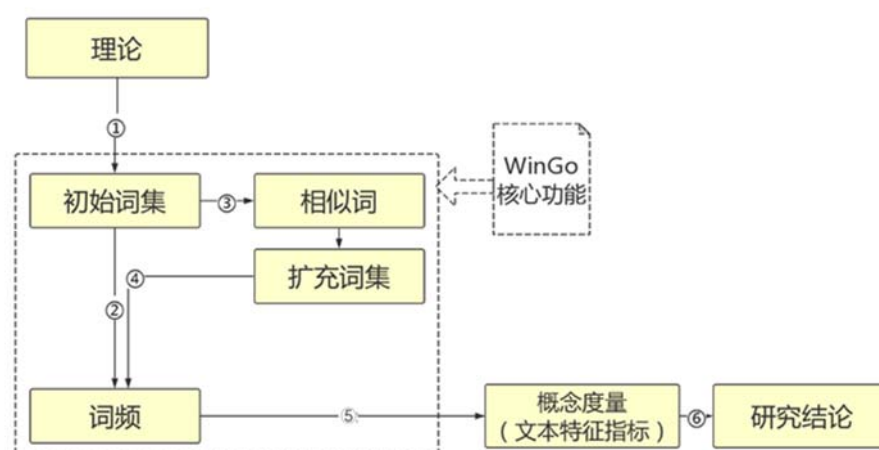 理论
①
WinGo
核心功能
初始词集
③
相似词
④
扩充词集
②
词频
⑤
概念度量
（文本特征指标）
⑥
研究结论